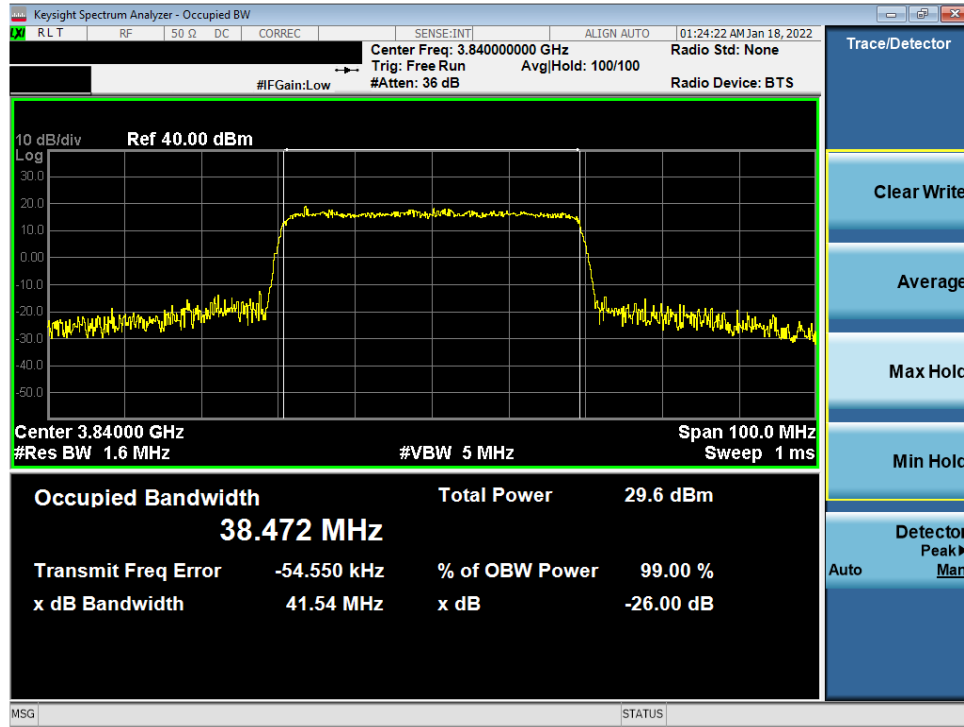 Keysight Spectrum Analyzer - Occupied BW
LXI RLT RF 50 Ω DC CORREC SENSE:INT ALIGN AUTO 01:24:22 AM Jan 18, 2022
Center Freq: 3.840000000 GHz Radio Std: None
Trig: Free Run Avg|Hold: 100/100
#IFGain:Low #Atten: 36 dB Radio Device: BTS
Trace/Detector
10 dB/div Ref 40.00 dBm
Log
30.0
20.0
10.0
0.00
-10.0
-20.0
-30.0
-40.0
-50.0
Center 3.84000 GHz Span 100.0 MHz
#Res BW 1.6 MHz #VBW 5 MHz Sweep 1 ms
Occupied Bandwidth Total Power 29.6 dBm
38.472 MHz
Transmit Freq Error -54.550 kHz % of OBW Power 99.00 %
x dB Bandwidth 41.54 MHz x dB -26.00 dB
Clear Write
Average
Max Hold
Min Hold
Detector
Peak
Auto Man
MSG STATUS